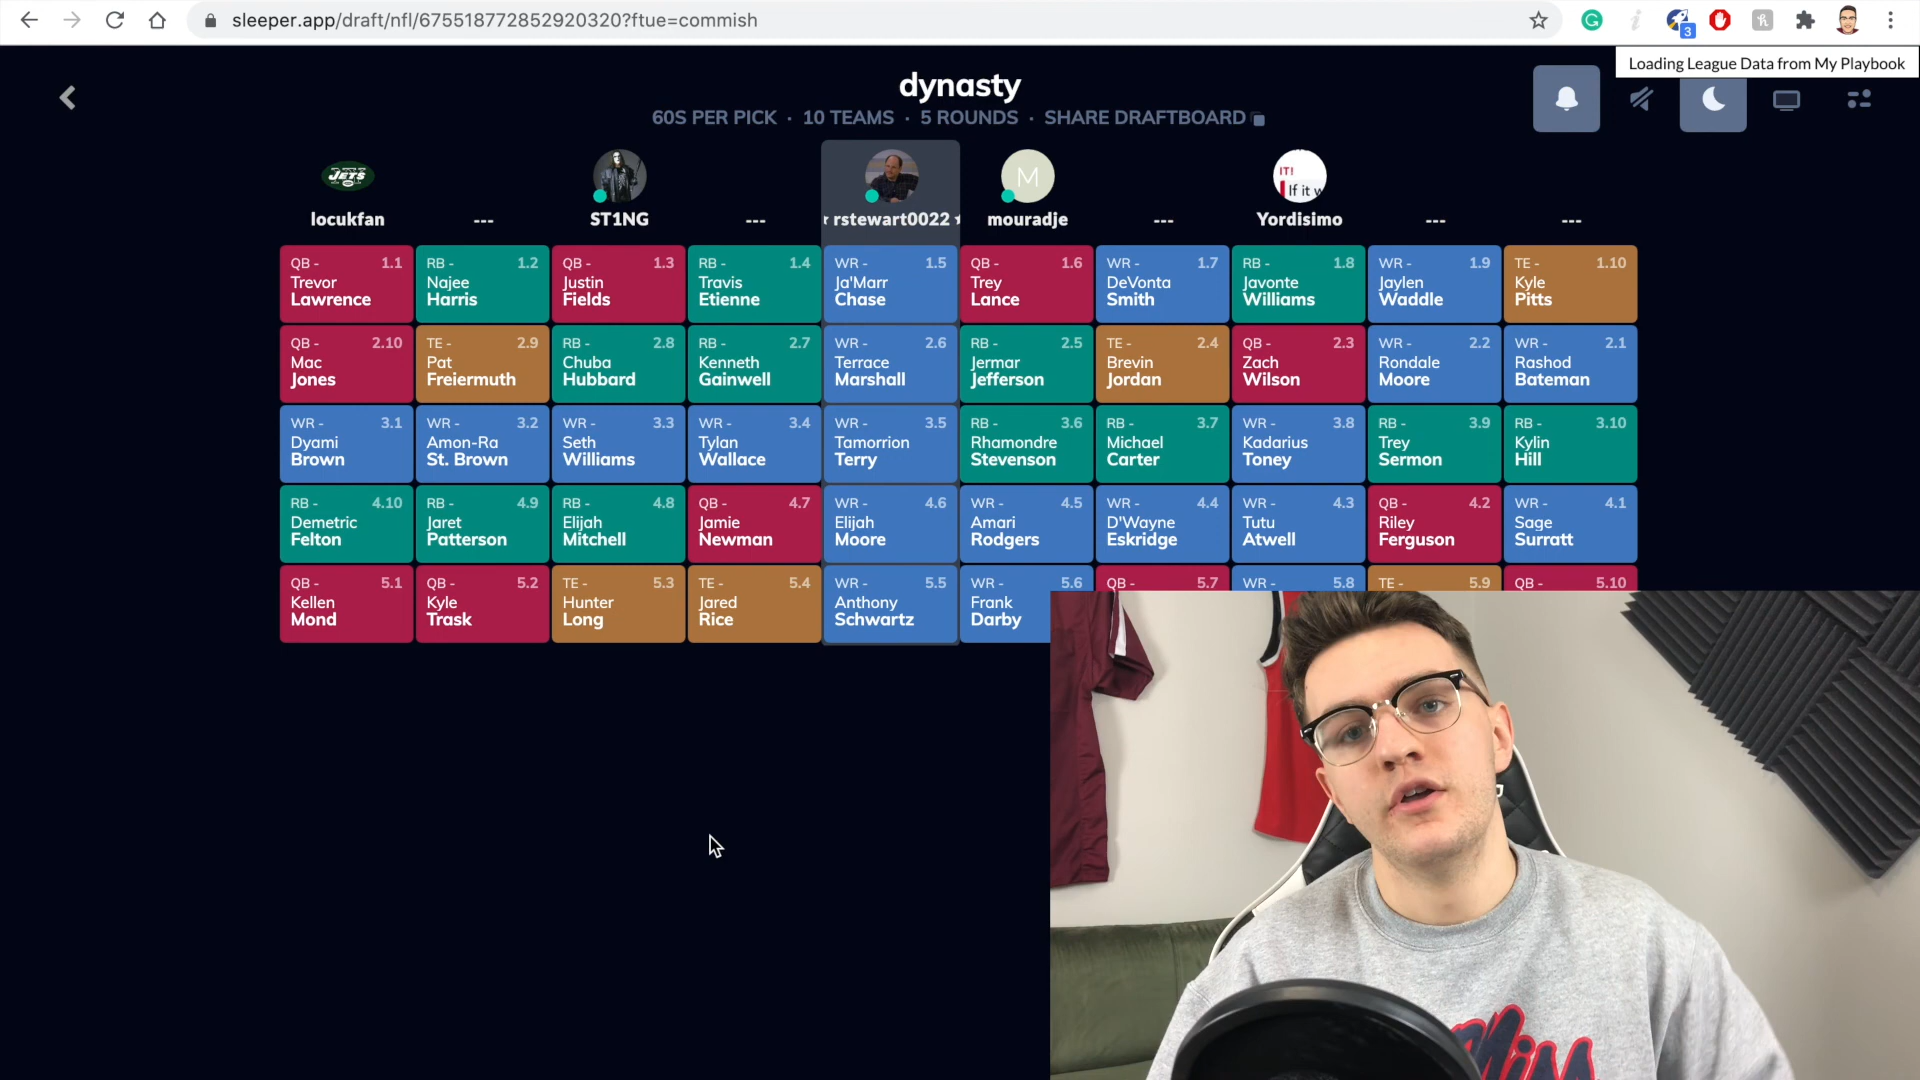 sleeper.app/draft/nfl/675518772852920320?ftue=commish
3
Loading League Data from My Playbook
dynasty
60S PER PICK · 10 TEAMS · 5 ROUNDS · SHARE DRAFTBOARD
JETS
M
IT!
If it w
locukfan --- ST1NG --- rstewart0022 mouradje --- Yordisimo --- ---
QB - 1.1 RB - 1.2 QB - 1.3 RB - 1.4 WR - 1.5 QB - 1.6 WR - 1.7 RB - 1.8 WR - 1.9 TE - 1.10
Trevor Najee Justin Travis Ja'Marr Trey DeVonta Javonte Jaylen Kyle
Lawrence Harris Fields Etienne Chase Lance Smith Williams Waddle Pitts
QB - 2.10 TE - 2.9 RB - 2.8 RB - 2.7 WR - 2.6 RB - 2.5 TE - 2.4 QB - 2.3 WR - 2.2 WR - 2.1
Mac Pat Chuba Kenneth Terrace Jermar Brevin Zach Rondale Rashod
Jones Freiermuth Hubbard Gainwell Marshall Jefferson Jordan Wilson Moore Bateman
WR - 3.1 WR - 3.2 WR - 3.3 WR - 3.4 WR - 3.5 RB - 3.6 RB - 3.7 WR - 3.8 RB - 3.9 RB - 3.10
Dyami Amon-Ra Seth Tylan Tamorrion Rhamondre Michael Kadarius Trey Kylin
Brown St. Brown Williams Wallace Terry Stevenson Carter Toney Sermon Hill
RB - 4.10 RB - 4.9 RB - 4.8 QB - 4.7 WR - 4.6 WR - 4.5 WR - 4.4 WR - 4.3 QB - 4.2 WR - 4.1
Demetric Jaret Elijah Jamie Elijah Amari D'Wayne Tutu Riley Sage
Felton Patterson Mitchell Newman Moore Rodgers Eskridge Atwell Ferguson Surratt
QB - 5.1 QB - 5.2 TE - 5.3 TE - 5.4 WR - 5.5 WR - 5.6 QB - 5.7 WR - 5.8 TE - 5.9 QB - 5.10
Kellen Kyle Hunter Jared Anthony Frank
Mond Trask Long Rice Schwartz Darby